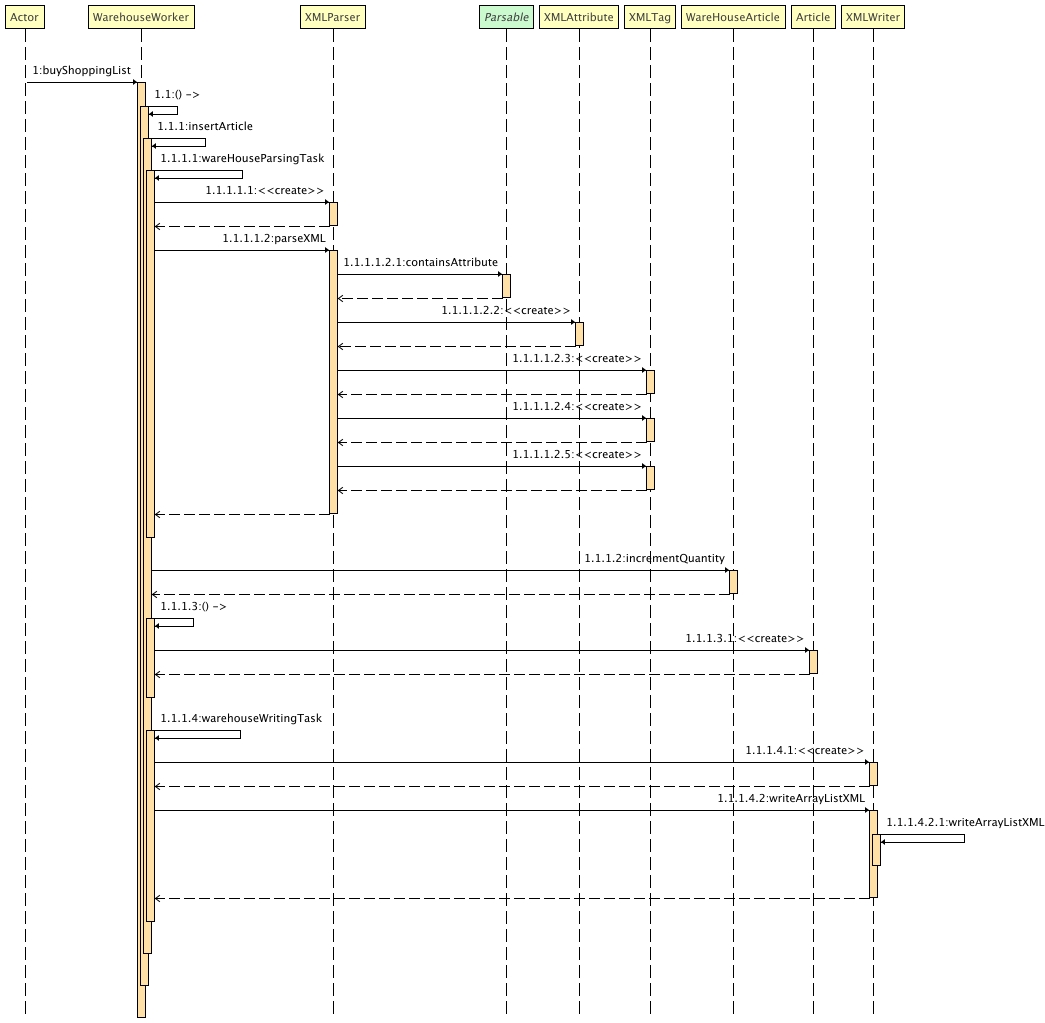 Actor
WarehouseWorker
XMLParser
Parsable
XMLAttribute
XMLTag
WareHouseArticle
Article
XMLWriter
1:buyShoppingList
1.1:() ->
1.1.1:insertArticle
1.1.1.1:wareHouseParsingTask
1.1.1.1.1:<<create>>
1.1.1.1.2:parseXML
1.1.1.1.2.1:containsAttribute
1.1.1.1.2.2:<<create>>
1.1.1.1.2.3:<<create>>
1.1.1.1.2.4:<<create>>
1.1.1.1.2.5:<<create>>
1.1.1.2:incrementQuantity
1.1.1.3:() ->
1.1.1.3.1:<<create>>
1.1.1.4:warehouseWritingTask
1.1.1.4.1:<<create>>
1.1.1.4.2:writeArrayListXML
1.1.1.4.2.1:writeArrayListXML